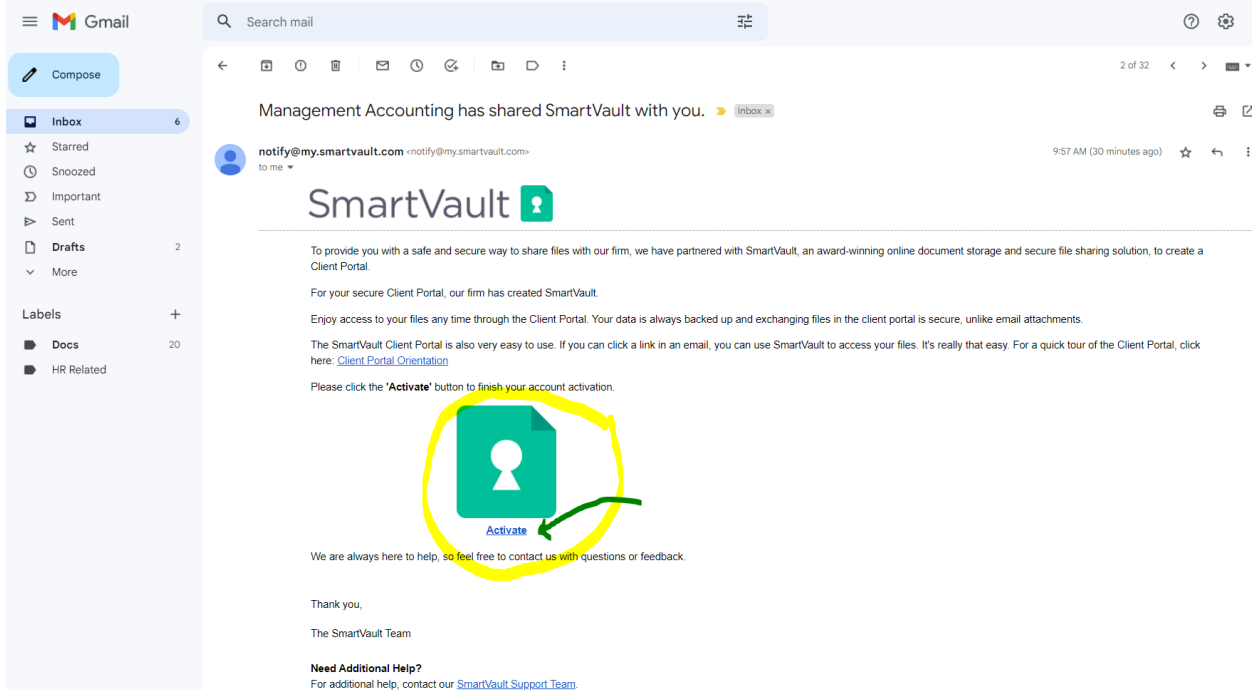 Gmail
Search mail
Compose
2 of 32
Inbox 6
Starred
Snoozed
Important
Sent
Drafts 2
More
Labels +
Docs 20
HR Related
Management Accounting has shared SmartVault with you. Inbox x
notify@my.smartvault.com <notify@my.smartvault.com>
9:57 AM (30 minutes ago)
to me
SmartVault
To provide you with a safe and secure way to share files with our firm, we have partnered with SmartVault, an award-winning online document storage and secure file sharing solution, to create a
Client Portal.
For your secure Client Portal, our firm has created SmartVault.
Enjoy access to your files any time through the Client Portal. Your data is always backed up and exchanging files in the client portal is secure, unlike email attachments.
The SmartVault Client Portal is also very easy to use. If you can click a link in an email, you can use SmartVault to access your files. It's really that easy. For a quick tour of the Client Portal, click
here: Client Portal Orientation
Please click the 'Activate' button to finish your account activation.
Activate
We are always here to help, so feel free to contact us with questions or feedback.
Thank you,
The SmartVault Team
Need Additional Help?
For additional help, contact our SmartVault Support Team.